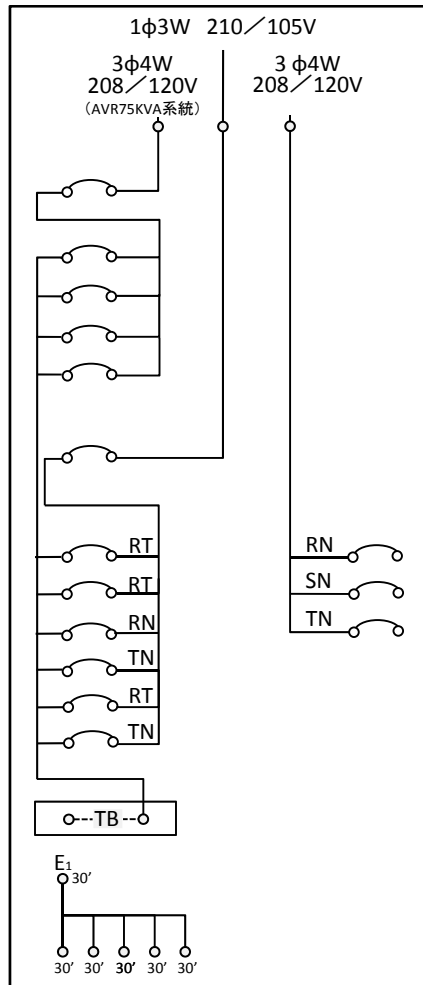 1φ3W 210／105V
3φ4W
208／120V
（AVR75KVA系統）
3 φ4W
208／120V
RT
RT
RN
TN
RT
TN
RN
SN
TN
TB
E1
30’
30’ 30’ 30’ 30’ 30’